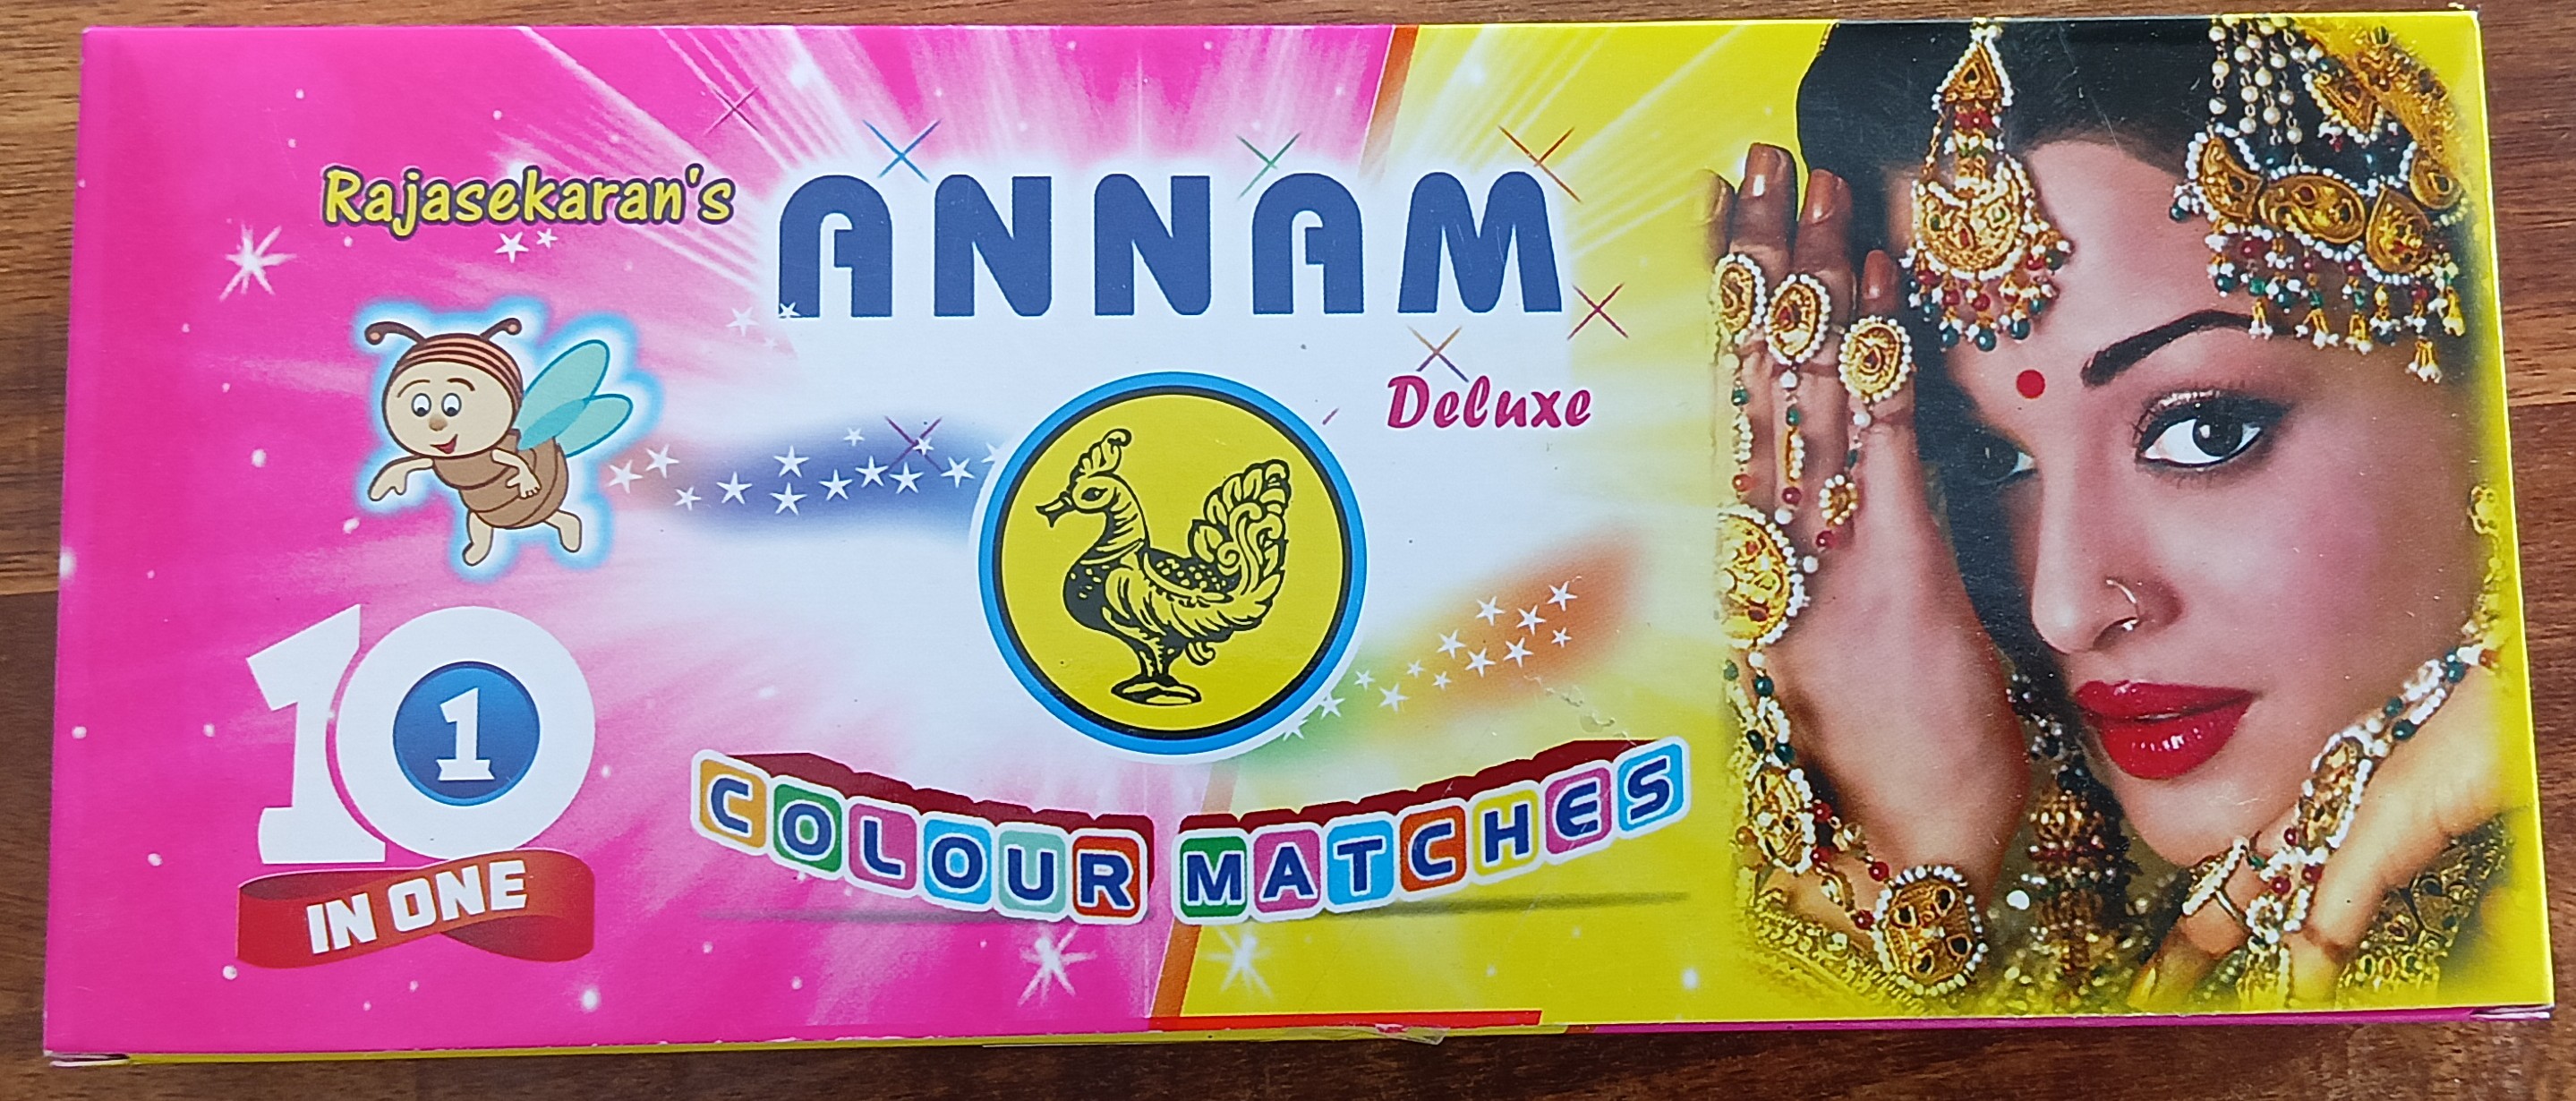 Rajasekaran's
ANNAM
Deluxe
10
1
IN ONE
COLOUR MATCHES